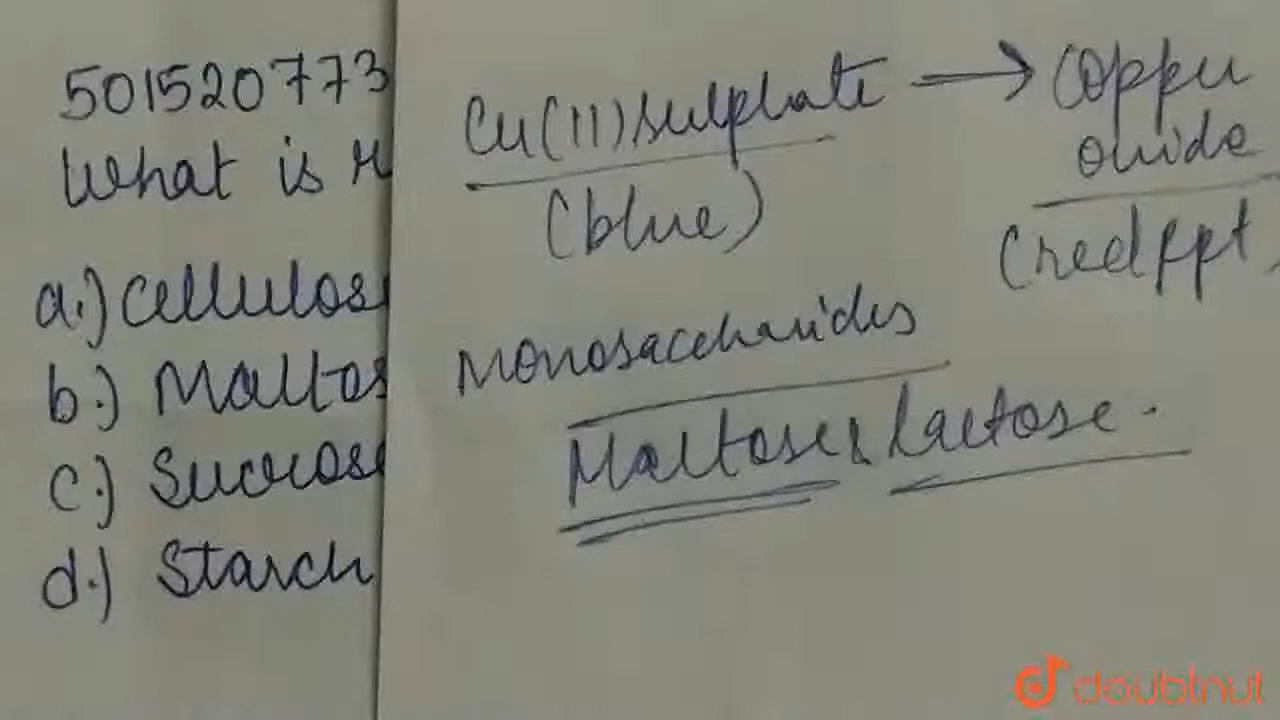 501520773
What is r
a.) Cellulos
b.) Maltos
c.) Sucrose
d.) Starch
Cu(II)sulphate → Copper
oxide
(blue)
(red ppt
Monosaccharides
Maltose & Lactose.
doubtnut